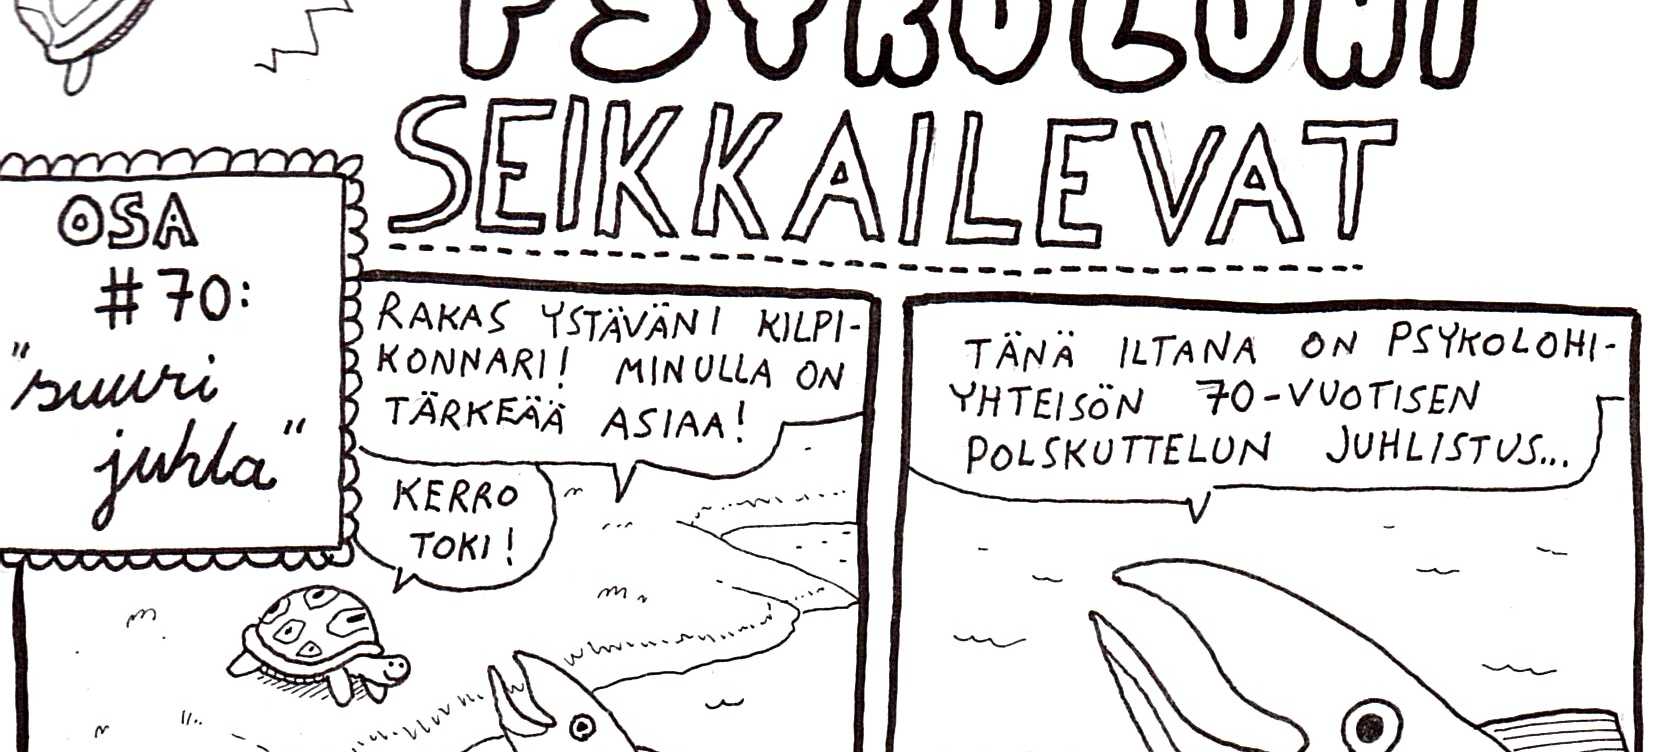 PSYKOLOHI
SEIKKAILEVAT
OSA
#70:
"suuri
juhla"
RAKAS YSTÄVÄNI KILPI-
KONNARI! MINULLA ON
TÄRKEÄÄ ASIAA!
KERRO
TOKI!
TÄNÄ ILTANA ON PSYKOLOHI-
YHTEISÖN 70-VUOTISEN
POLSKUTTELUN JUHLISTUS...